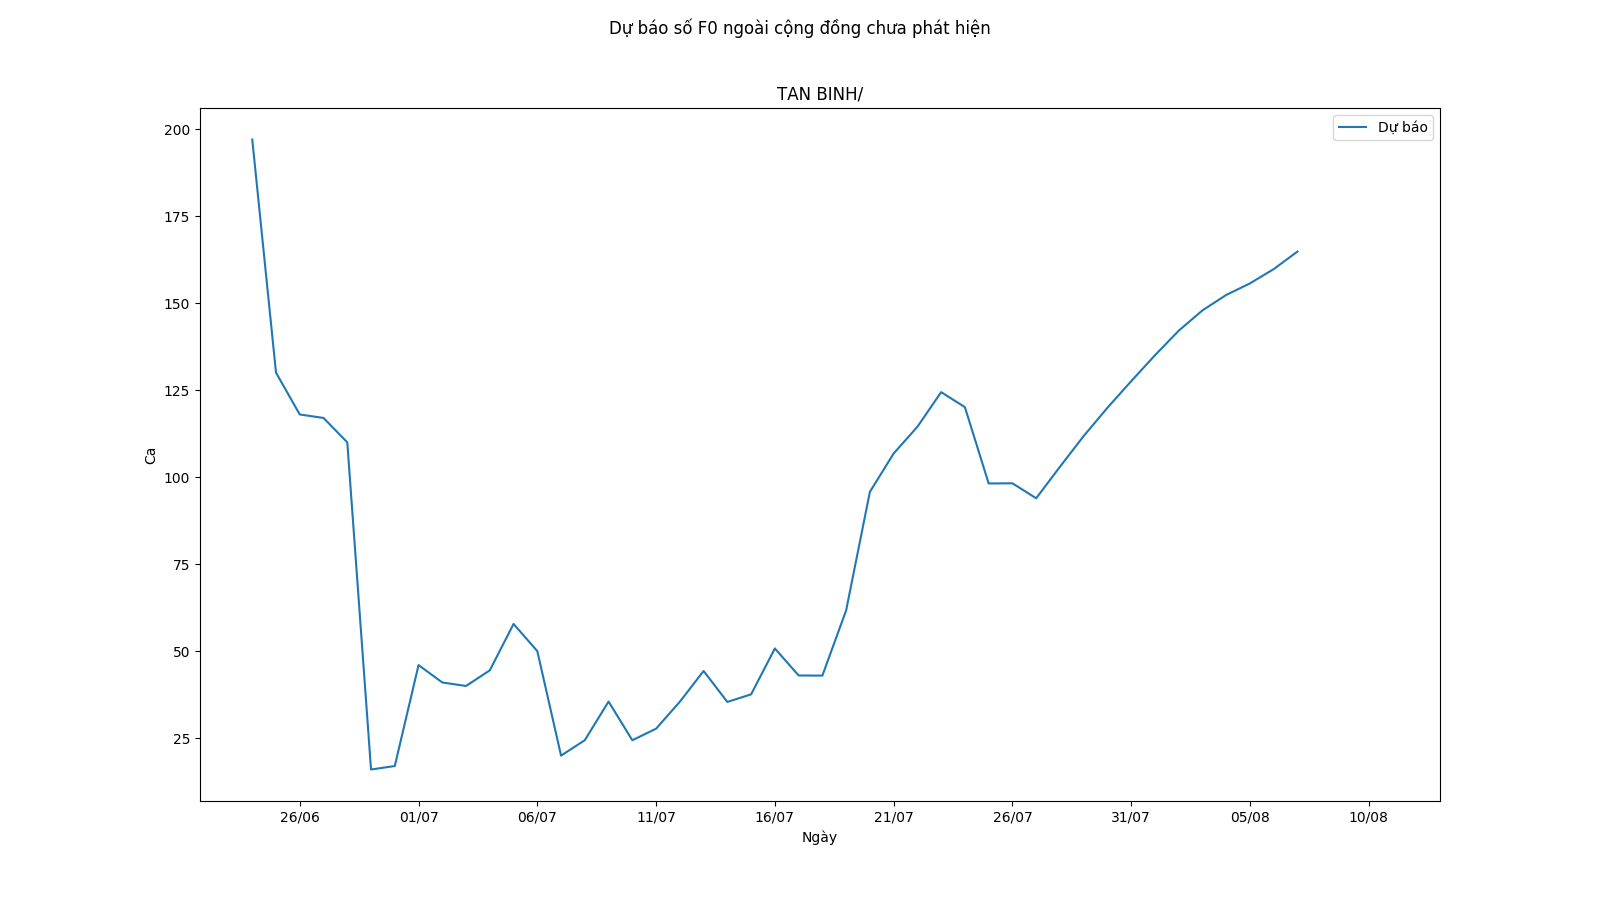 Dự báo số F0 ngoài cộng đồng chưa phát hiện
TAN BINH/
Dự báo
200
175
150
125
100
75
50
25
Ca
26/06 01/07 06/07 11/07 16/07 21/07 26/07 31/07 05/08 10/08
Ngày